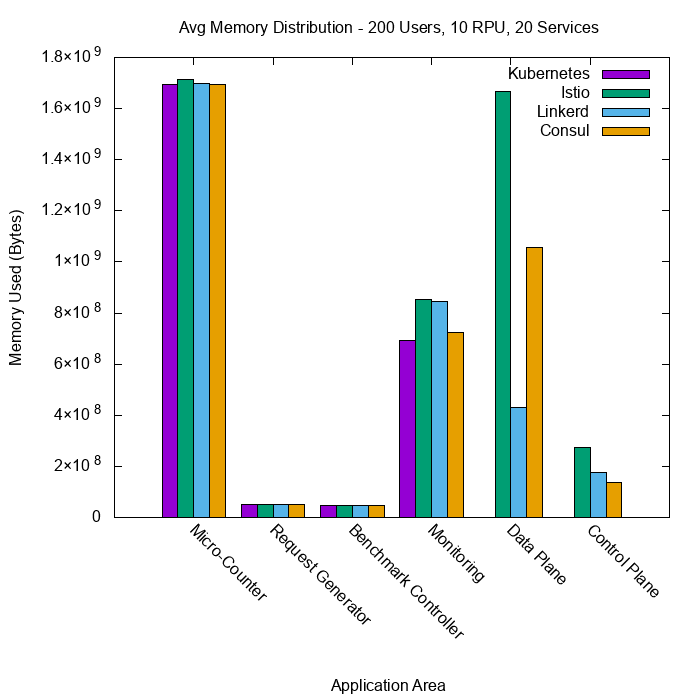 Avg Memory Distribution - 200 Users, 10 RPU, 20 Services
Kubernetes
Istio
Linkerd
Consul
Memory Used (Bytes)
1.8×10^9
1.6×10^9
1.4×10^9
1.2×10^9
1×10^9
8×10^8
6×10^8
4×10^8
2×10^8
0
Micro-Counter
Request Generator
Benchmark Controller
Monitoring
Data Plane
Control Plane
Application Area